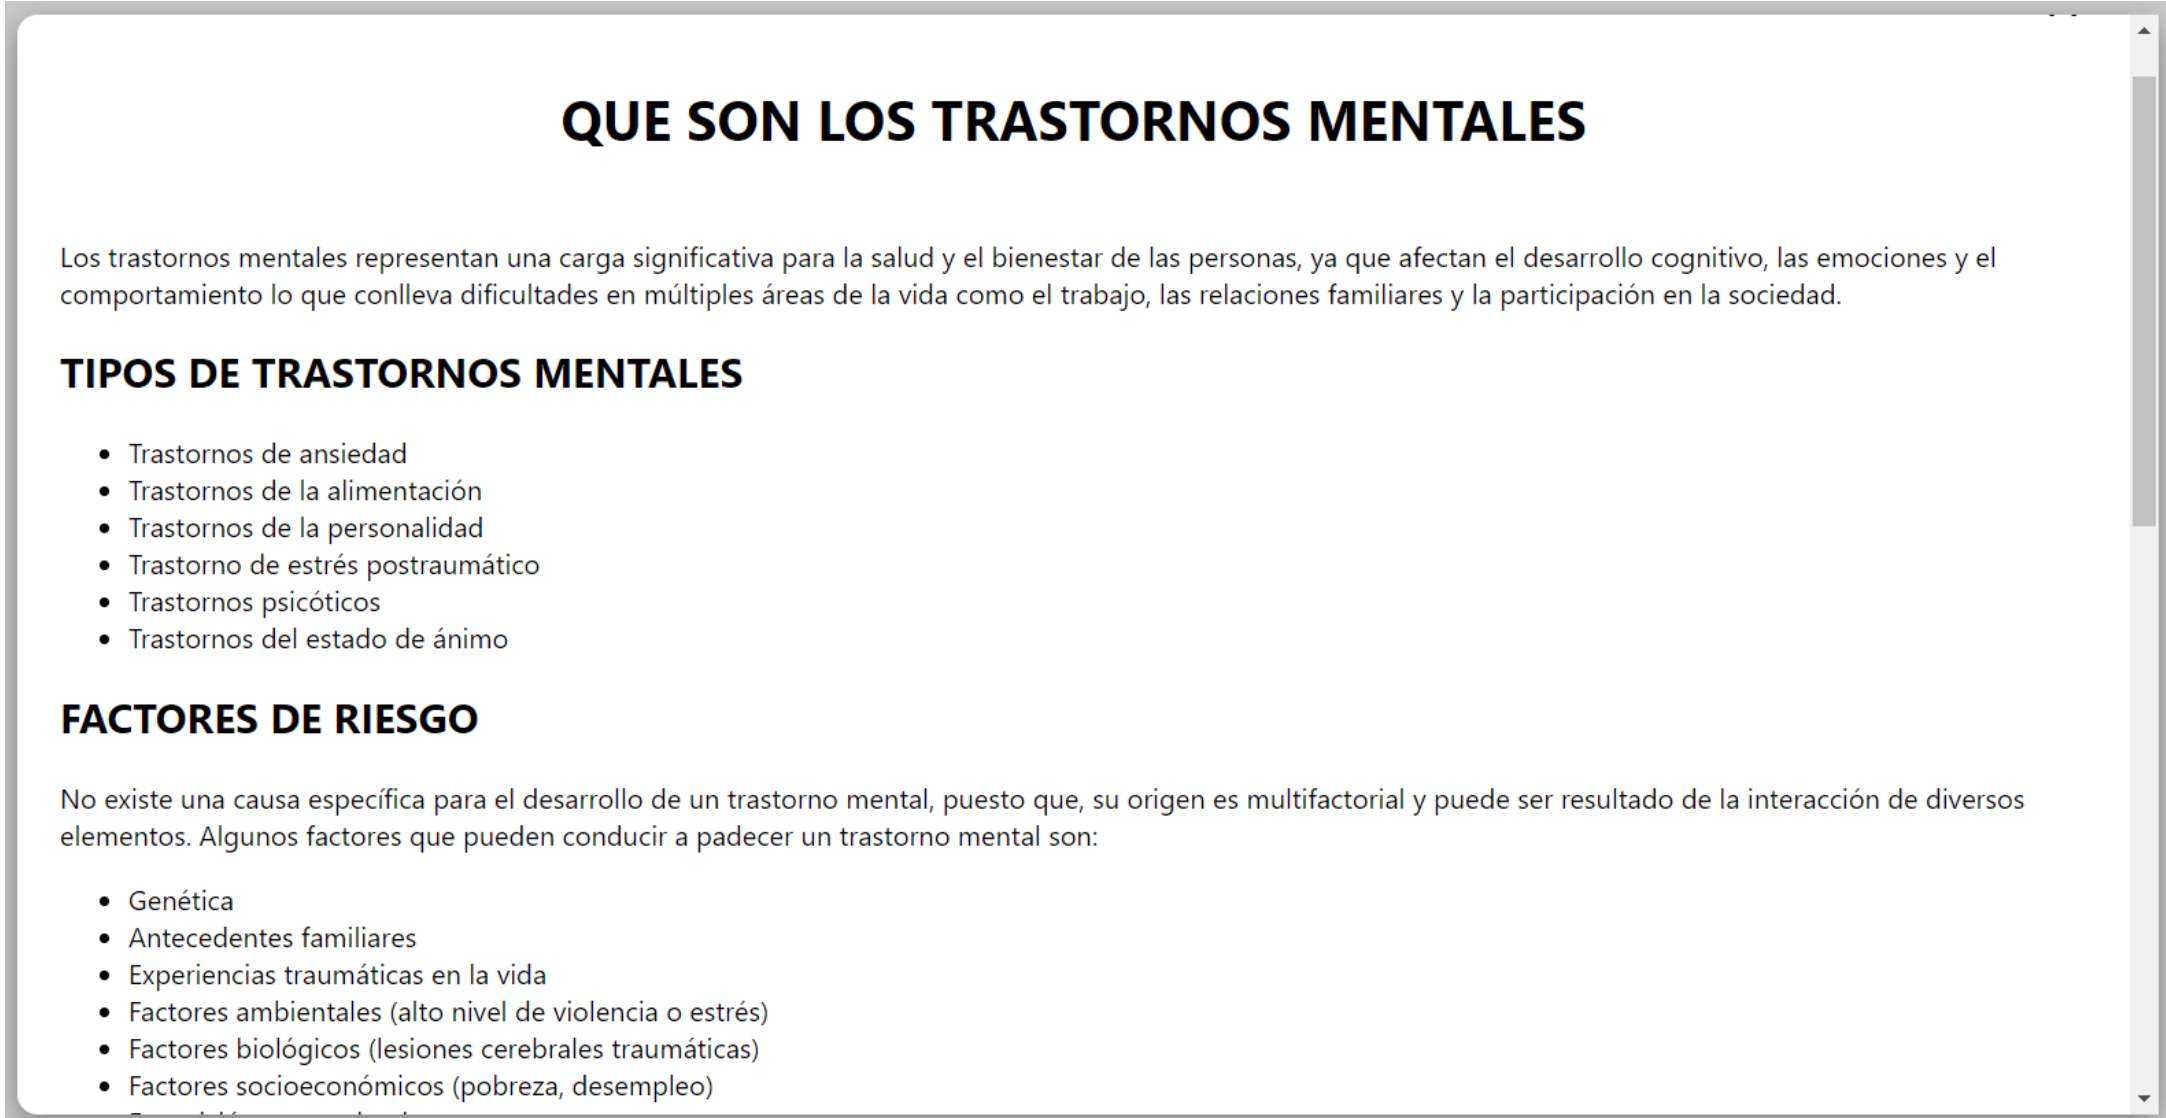 QUE SON LOS TRASTORNOS MENTALES
Los trastornos mentales representan una carga significativa para la salud y el bienestar de las personas, ya que afectan el desarrollo cognitivo, las emociones y el
comportamiento lo que conlleva dificultades en múltiples áreas de la vida como el trabajo, las relaciones familiares y la participación en la sociedad.
TIPOS DE TRASTORNOS MENTALES
• Trastornos de ansiedad
• Trastornos de la alimentación
• Trastornos de la personalidad
• Trastorno de estrés postraumático
• Trastornos psicóticos
• Trastornos del estado de ánimo
FACTORES DE RIESGO
No existe una causa específica para el desarrollo de un trastorno mental, puesto que, su origen es multifactorial y puede ser resultado de la interacción de diversos
elementos. Algunos factores que pueden conducir a padecer un trastorno mental son:
• Genética
• Antecedentes familiares
• Experiencias traumáticas en la vida
• Factores ambientales (alto nivel de violencia o estrés)
• Factores biológicos (lesiones cerebrales traumáticas)
• Factores socioeconómicos (pobreza, desempleo)